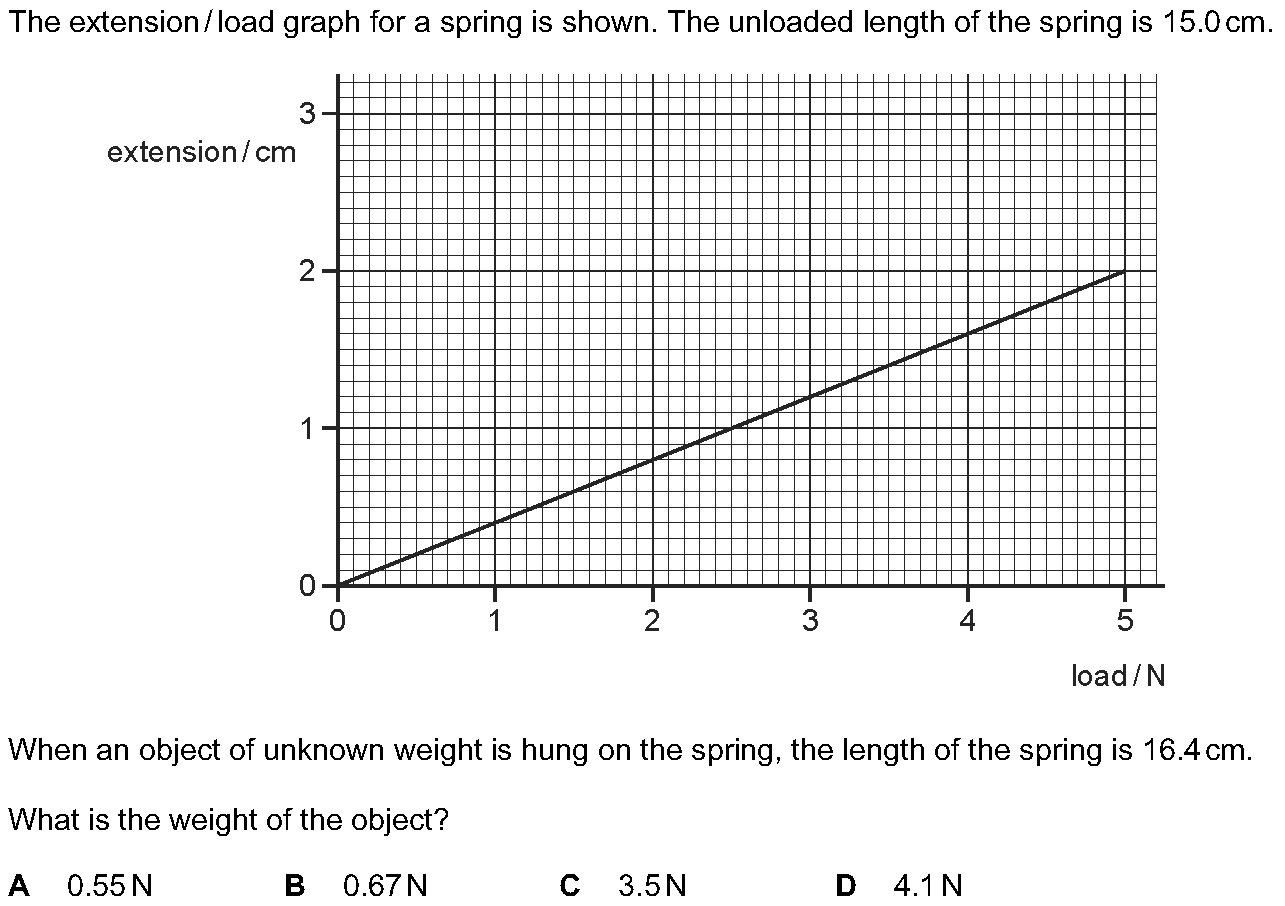 The extension / load graph for a spring is shown. The unloaded length of the spring is 15.0 cm.
3
extension / cm
2
1
0
0 1 2 3 4 5
load / N
When an object of unknown weight is hung on the spring, the length of the spring is 16.4 cm.
What is the weight of the object?
A 0.55 N B 0.67 N C 3.5 N D 4.1 N